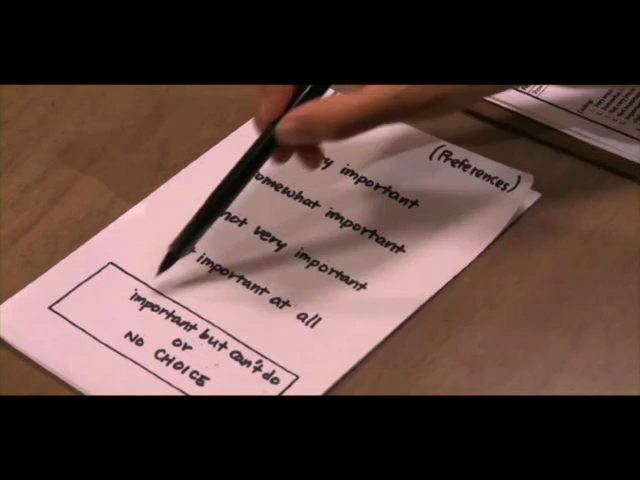 (Preferences)
important
somewhat important
not very important
important at all
important but can't do
or
NO CHOICE